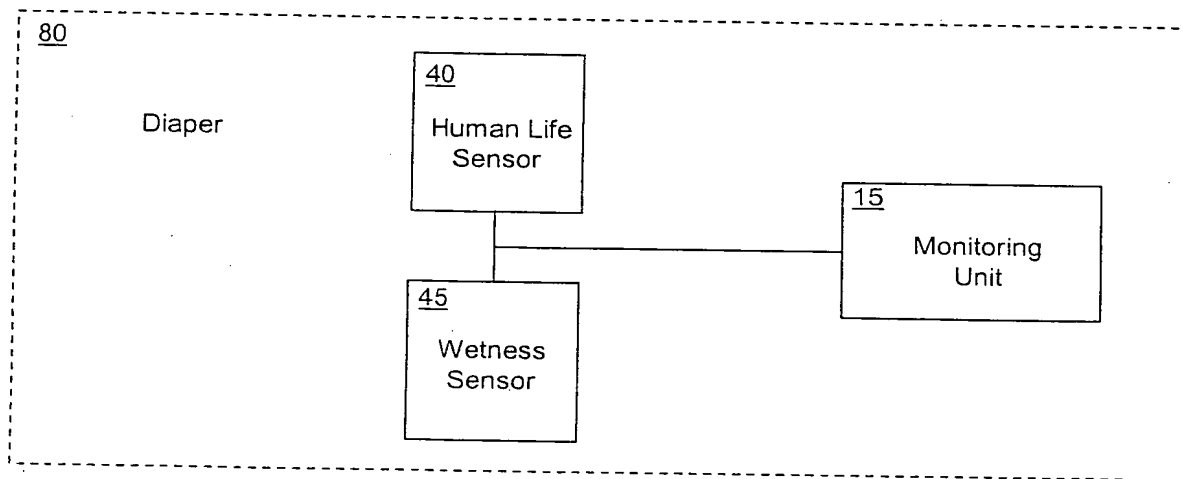 80
Diaper
40
Human Life
Sensor
15
Monitoring
Unit
45
Wetness
Sensor